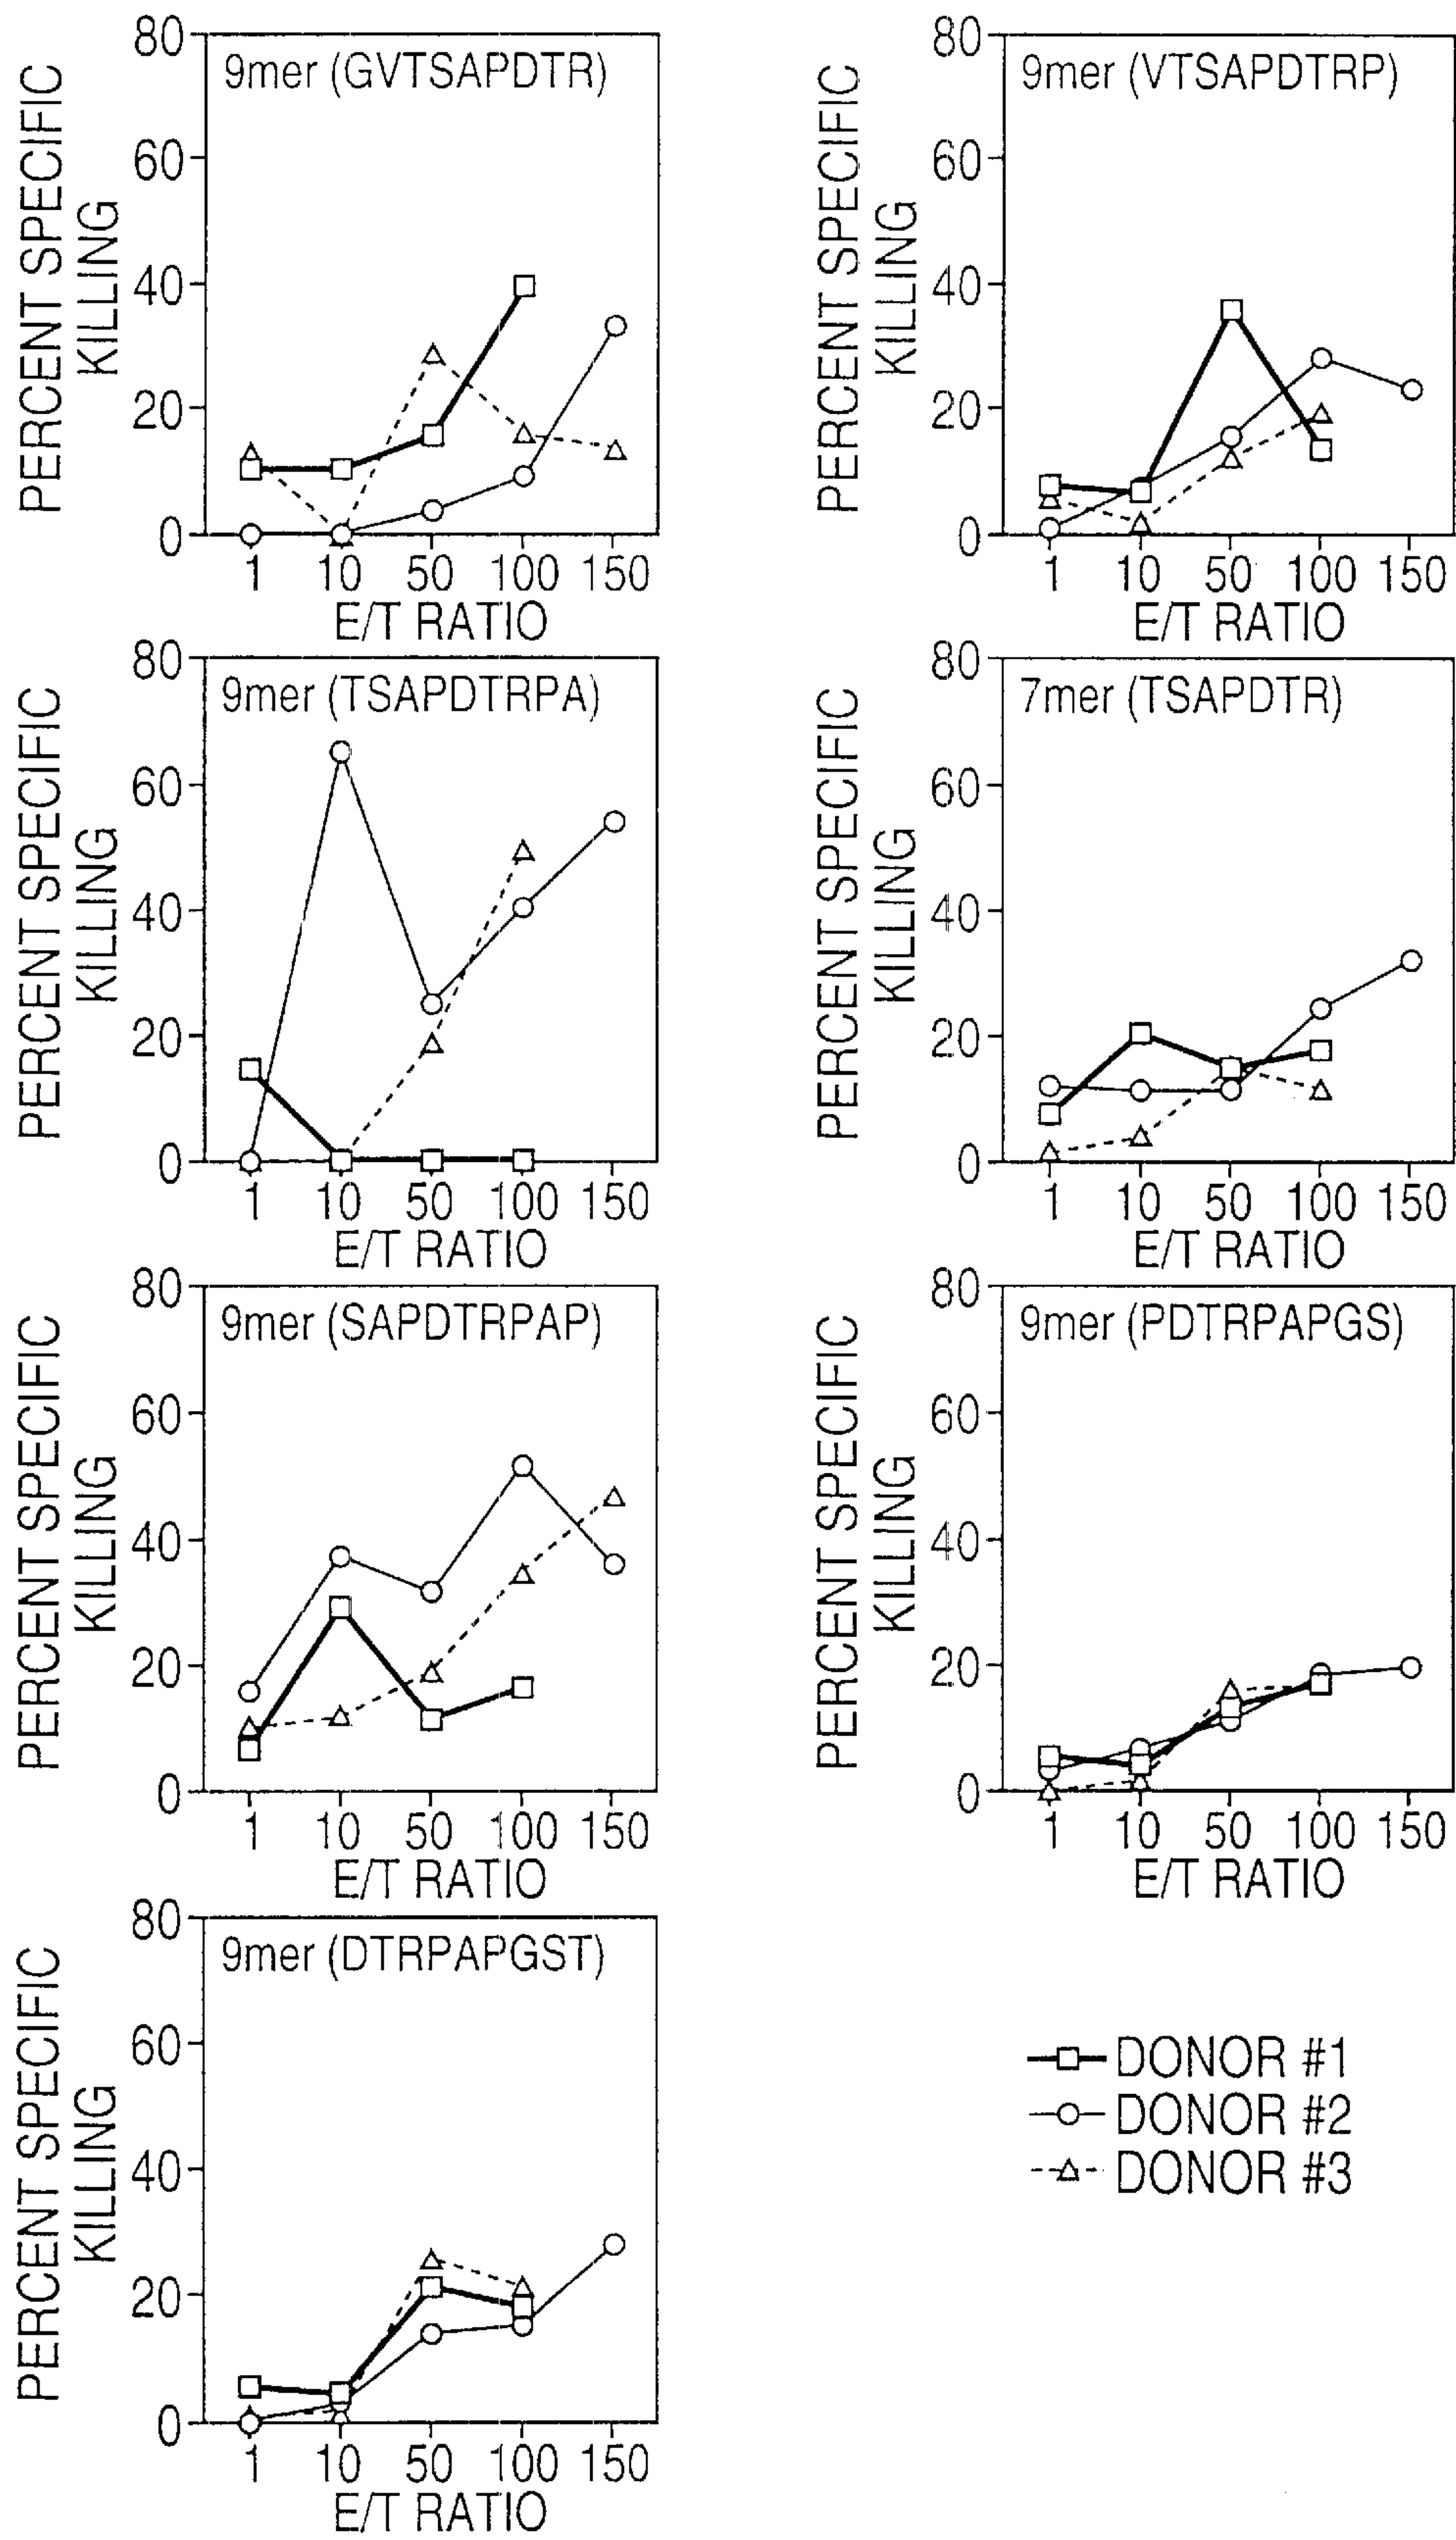 9mer (GVTSAPDTR)
PERCENT SPECIFIC
KILLING
80
60
40
20
0
1 10 50 100 150
E/T RATIO
9mer (VTSAPDTRP)
PERCENT SPECIFIC
KILLING
80
60
40
20
0
1 10 50 100 150
E/T RATIO
9mer (TSAPDTRPA)
PERCENT SPECIFIC
KILLING
80
60
40
20
0
1 10 50 100 150
E/T RATIO
7mer (TSAPDTR)
PERCENT SPECIFIC
KILLING
80
60
40
20
0
1 10 50 100 150
E/T RATIO
9mer (SAPDTRPAP)
PERCENT SPECIFIC
KILLING
80
60
40
20
0
1 10 50 100 150
E/T RATIO
9mer (PDTRPAPGS)
PERCENT SPECIFIC
KILLING
80
60
40
20
0
1 10 50 100 150
E/T RATIO
9mer (DTRPAPGST)
PERCENT SPECIFIC
KILLING
80
60
40
20
0
1 10 50 100 150
E/T RATIO
DONOR #1
DONOR #2
DONOR #3